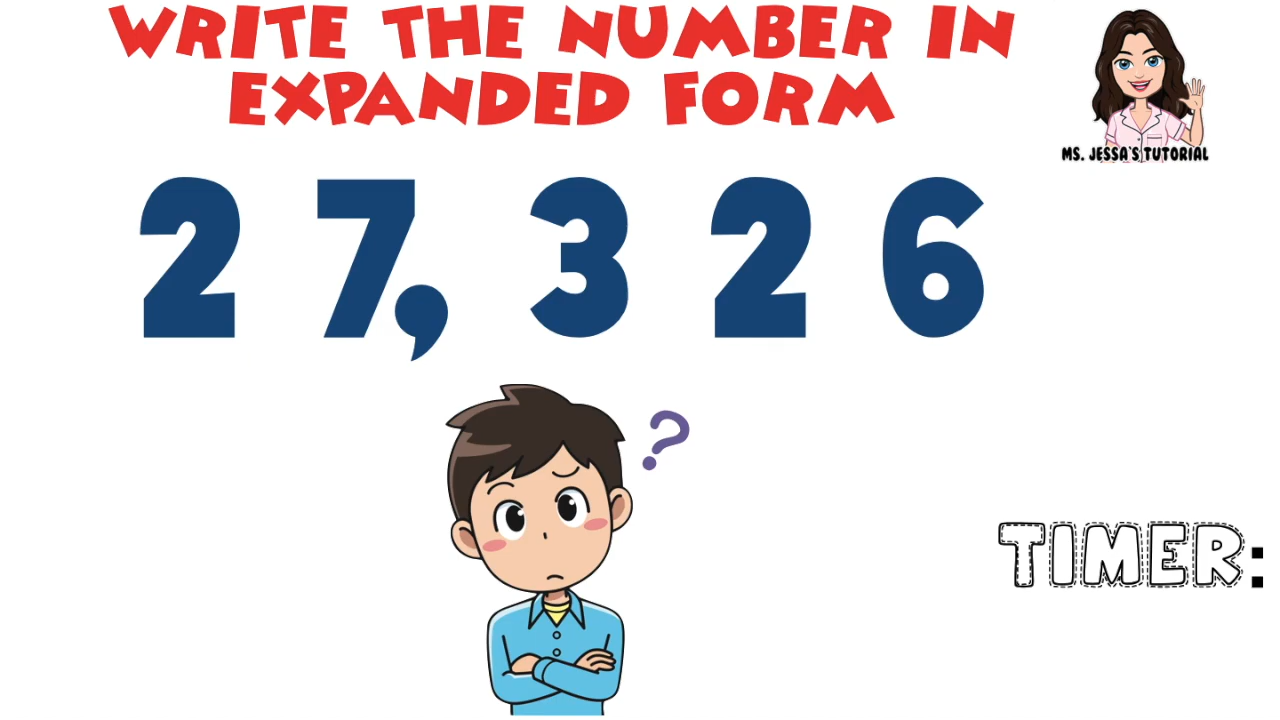 WRITE THE NUMBER IN
EXPANDED FORM
MS. JESSA'S TUTORIAL
27,326
?
TIMER: